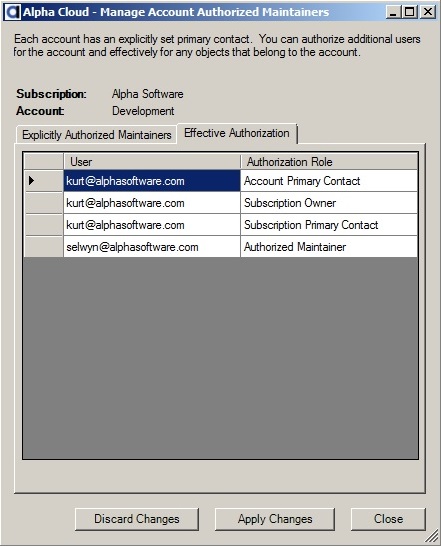 Alpha Cloud - Manage Account Authorized Maintainers
Each account has an explicitly set primary contact. You can authorize additional users
for the account and effectively for any objects that belong to the account.
Subscription: Alpha Software
Account: Development
Explicitly Authorized Maintainers Effective Authorization
User Authorization Role
kurt@alphasoftware.com Account Primary Contact
kurt@alphasoftware.com Subscription Owner
kurt@alphasoftware.com Subscription Primary Contact
selwyn@alphasoftware.com Authorized Maintainer
Discard Changes Apply Changes Close